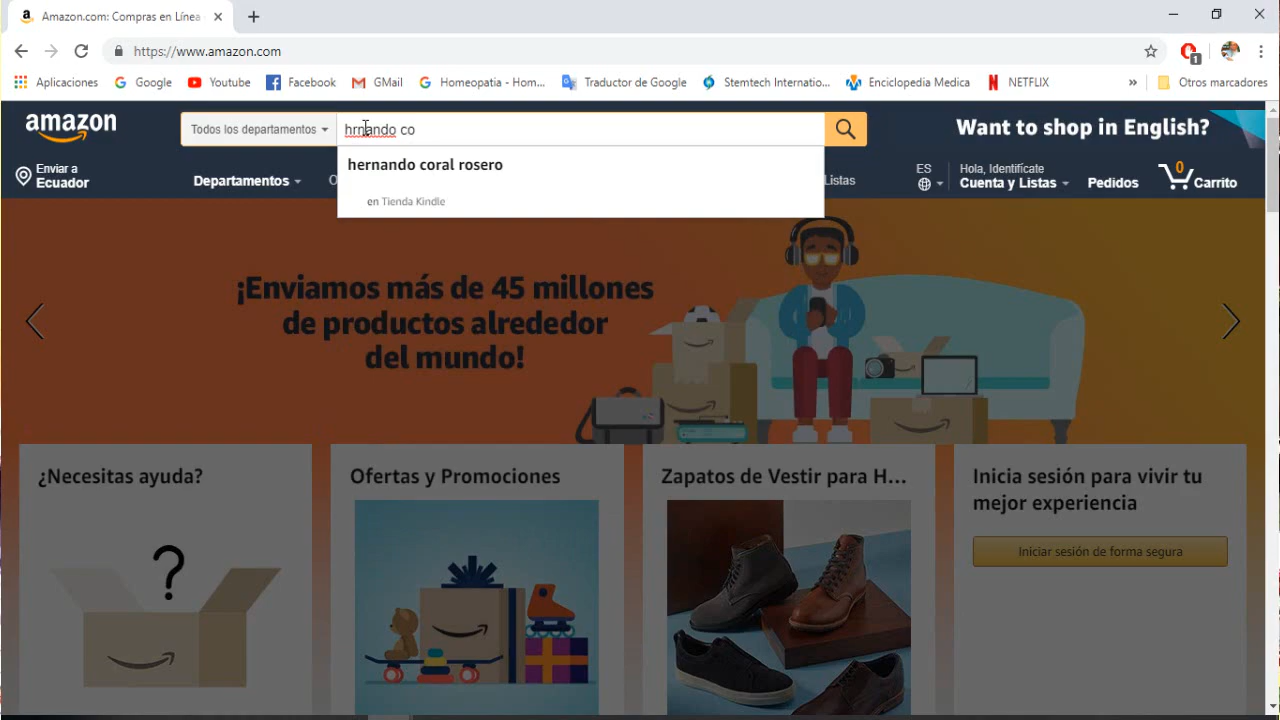 Amazon.com: Compras en Línea
https://www.amazon.com
1
Aplicaciones
Google
Youtube
Facebook
GMail
Homeopatia - Hom...
Traductor de Google
Stemtech Internatio...
Enciclopedia Medica
NETFLIX
»
Otros marcadores
amazon
Todos los departamentos
hrnando co
Want to shop in English?
hernando coral rosero
en Tienda Kindle
Enviar a
Ecuador
Departamentos
Listas
ES
Hola, Identifícate
Cuenta y Listas
Pedidos
0
Carrito
¡Enviamos más de 45 millones
de productos alrededor
del mundo!
¿Necesitas ayuda?
?
Ofertas y Promociones
Zapatos de Vestir para H...
Inicia sesión para vivir tu
mejor experiencia
Iniciar sesión de forma segura